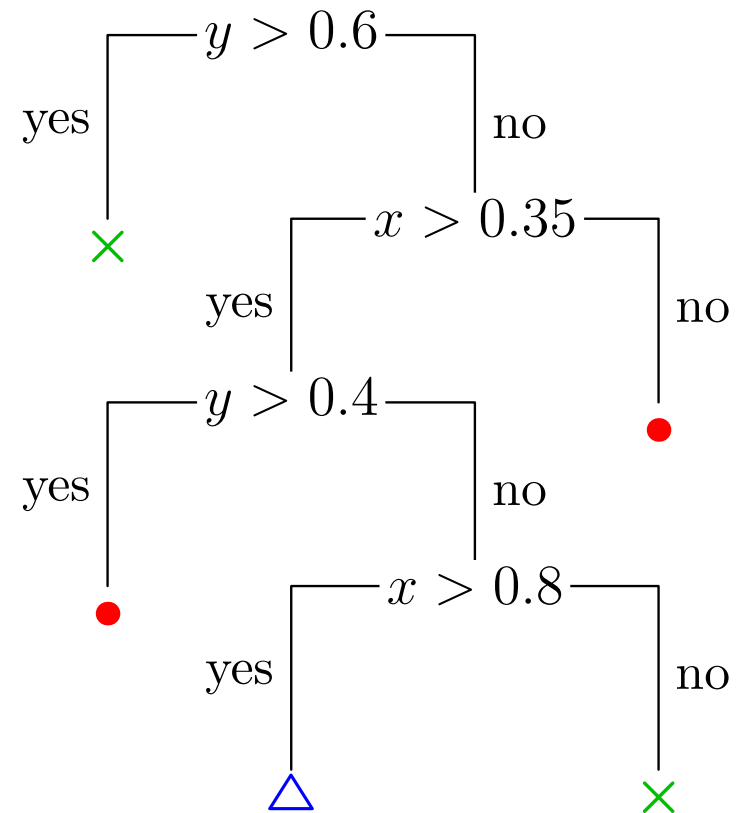 y > 0.6
yes
no
x > 0.35
yes
no
y > 0.4
yes
no
x > 0.8
yes
no